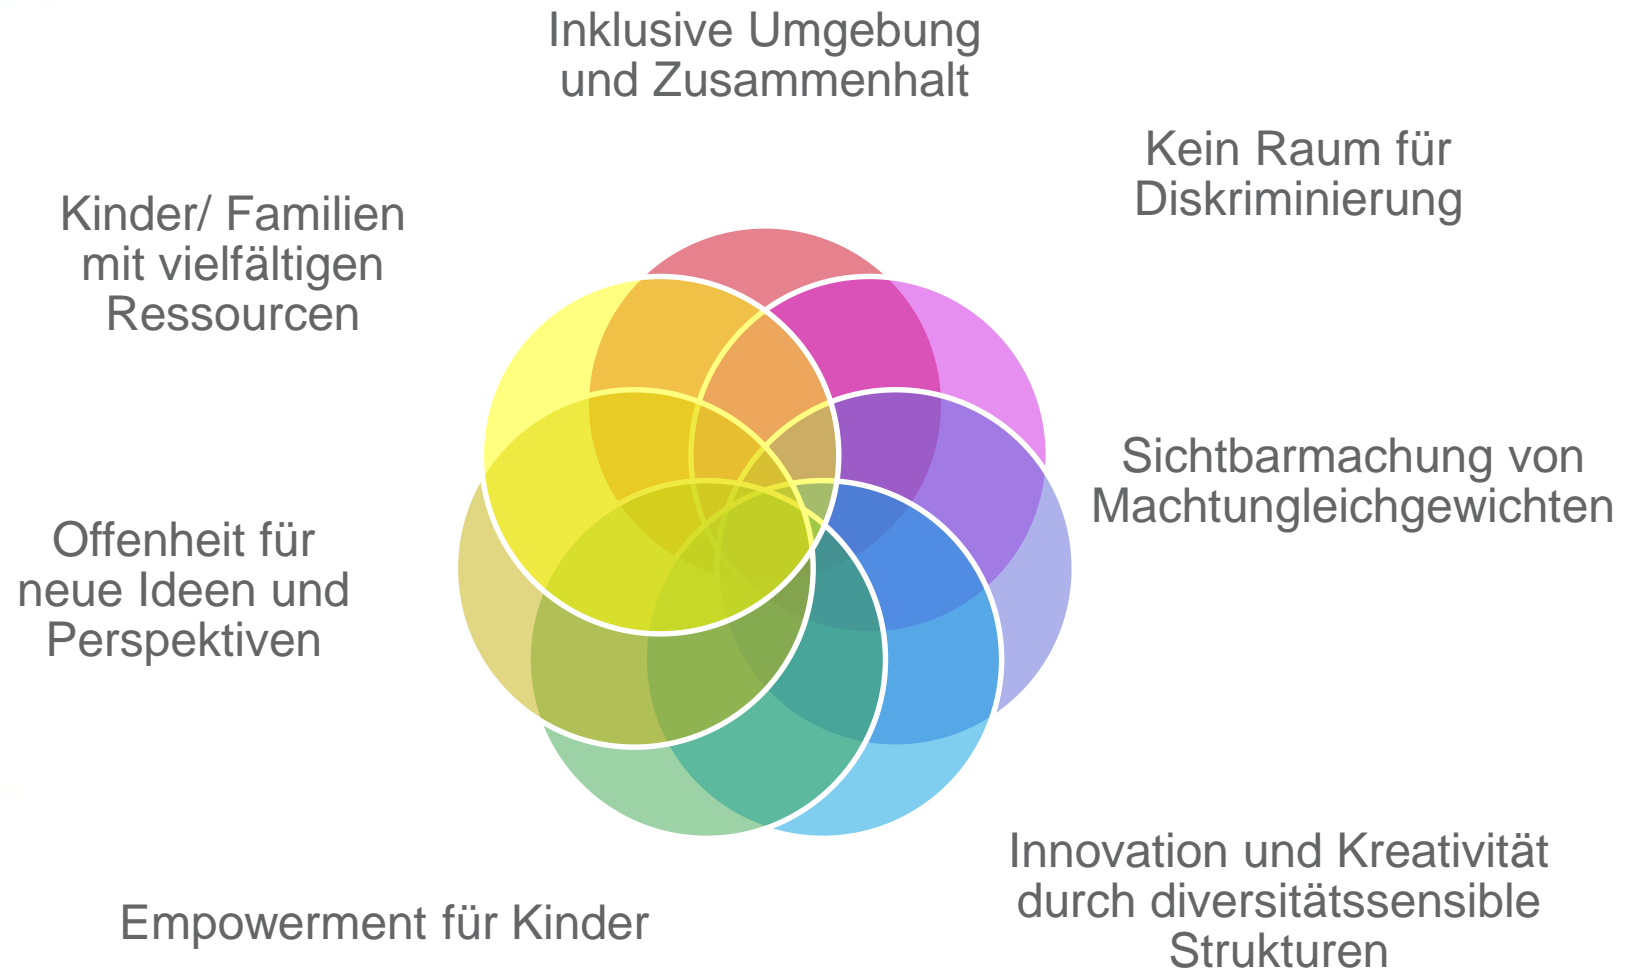 Inklusive Umgebung
und Zusammenhalt
Kein Raum für
Diskriminierung
Sichtbarmachung von
Machtungleichgewichten
Innovation und Kreativität
durch diversitätssensible
Strukturen
Empowerment für Kinder
Offenheit für
neue Ideen und
Perspektiven
Kinder/ Familien
mit vielfältigen
Ressourcen